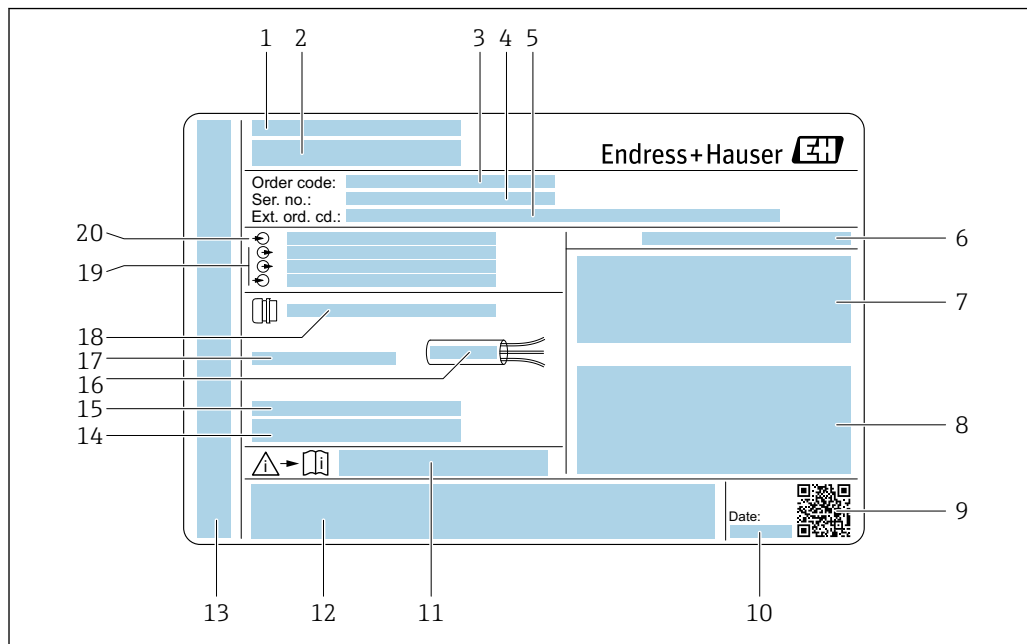 1 2 3 4 5
Endress+Hauser EH
Order code:
Ser. no.:
Ext. ord. cd.:
20
6
19
7
18
17
16
15
14
8
i i
Date:
9
13 12 11 10